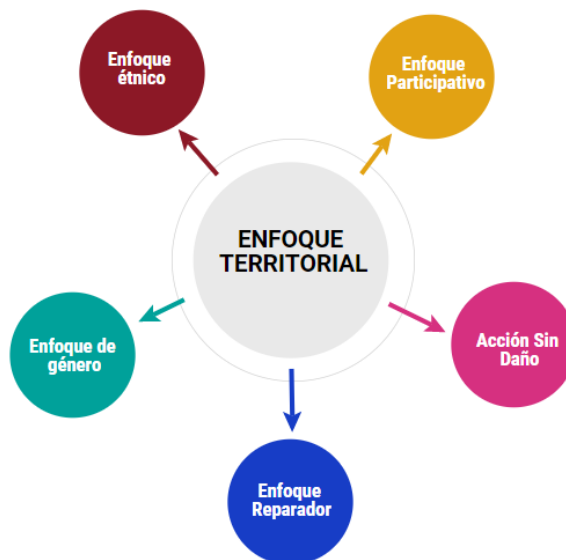 Enfoque
étnico
Enfoque
Participativo
ENFOQUE
TERRITORIAL
Enfoque de
género
Acción Sin
Daño
Enfoque
Reparador